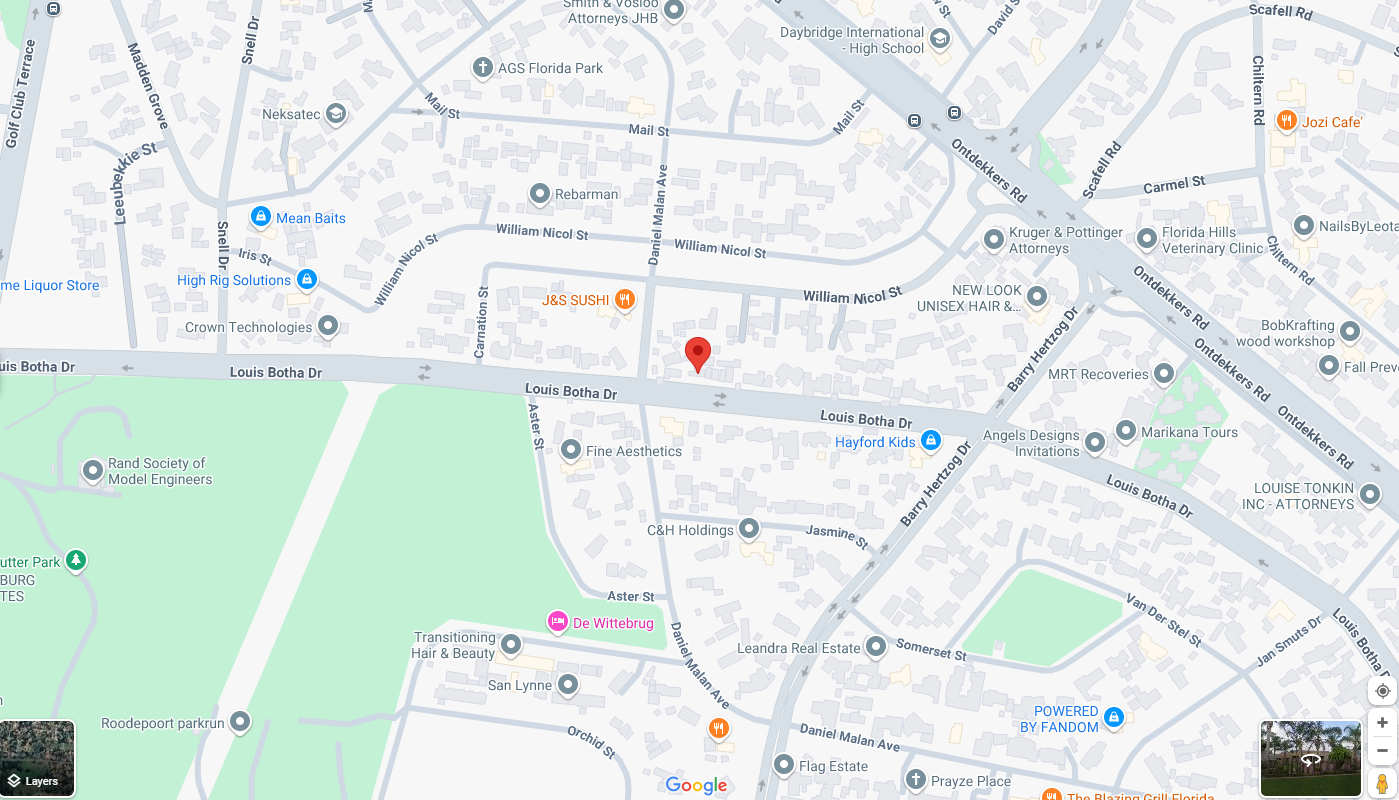 Smith & Vosloo
Attorneys JHB
Scafell Rd
Snell Dr
Daybridge International
- High School
Madden Grove
Golf Club Terrace
AGS Florida Park
Chiltern Rd
Neksatec
Mail St
Mail St
Mail St
Jozi Cafe
Ontdekkers Rd
Scafell Rd
Leeubekkie St
Carmel St
Rebarman
Daniel Malan Ave
Mean Baits
Snell Dr
William Nicol St
William Nicol St
William Nicol St
Kruger & Pottinger
Attorneys
Florida Hills
Veterinary Clinic
NailsByLeota
Iris St
Chiltern Rd
High Rig Solutions
me Liquor Store
J&S SUSHI
William Nicol St
NEW LOOK
UNISEX HAIR &...
Ontdekkers Rd
Carnation St
Crown Technologies
Barry Hertzog Dr
BobKrafting
wood workshop
Ontdekkers Rd
uis Botha Dr
Louis Botha Dr
Louis Botha Dr
MRT Recoveries
Fall Prev
Louis Botha Dr
Ontdekkers Rd
Aster St
Hayford Kids
Angels Designs
Invitations
Marikana Tours
Fine Aesthetics
Barry Hertzog Dr
Rand Society of
Model Engineers
Louis Botha Dr
LOUISE TONKIN
INC - ATTORNEYS
C&H Holdings
Jasmine St
utter Park
BURG
TES
Aster St
Van Der Stel St
Louis Botha D
De Wittebrug
Transitioning
Hair & Beauty
Daniel Malan Ave
Leandra Real Estate
Somerset St
Jan Smuts Dr
San Lynne
Roodepoort parkrun
POWERED
BY FANDOM
Orchid St
Daniel Malan Ave
Flag Estate
Layers
Google
Prayze Place
The Blazing Grill Florida